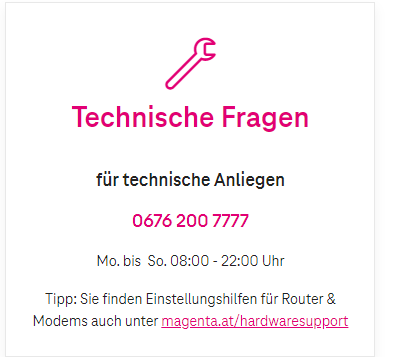 Technische Fragen
für technische Anliegen
0676 200 7777
Mo. bis So. 08:00 - 22:00 Uhr
Tipp: Sie finden Einstellungshilfen für Router &
Modems auch unter magenta.at/hardwaresupport